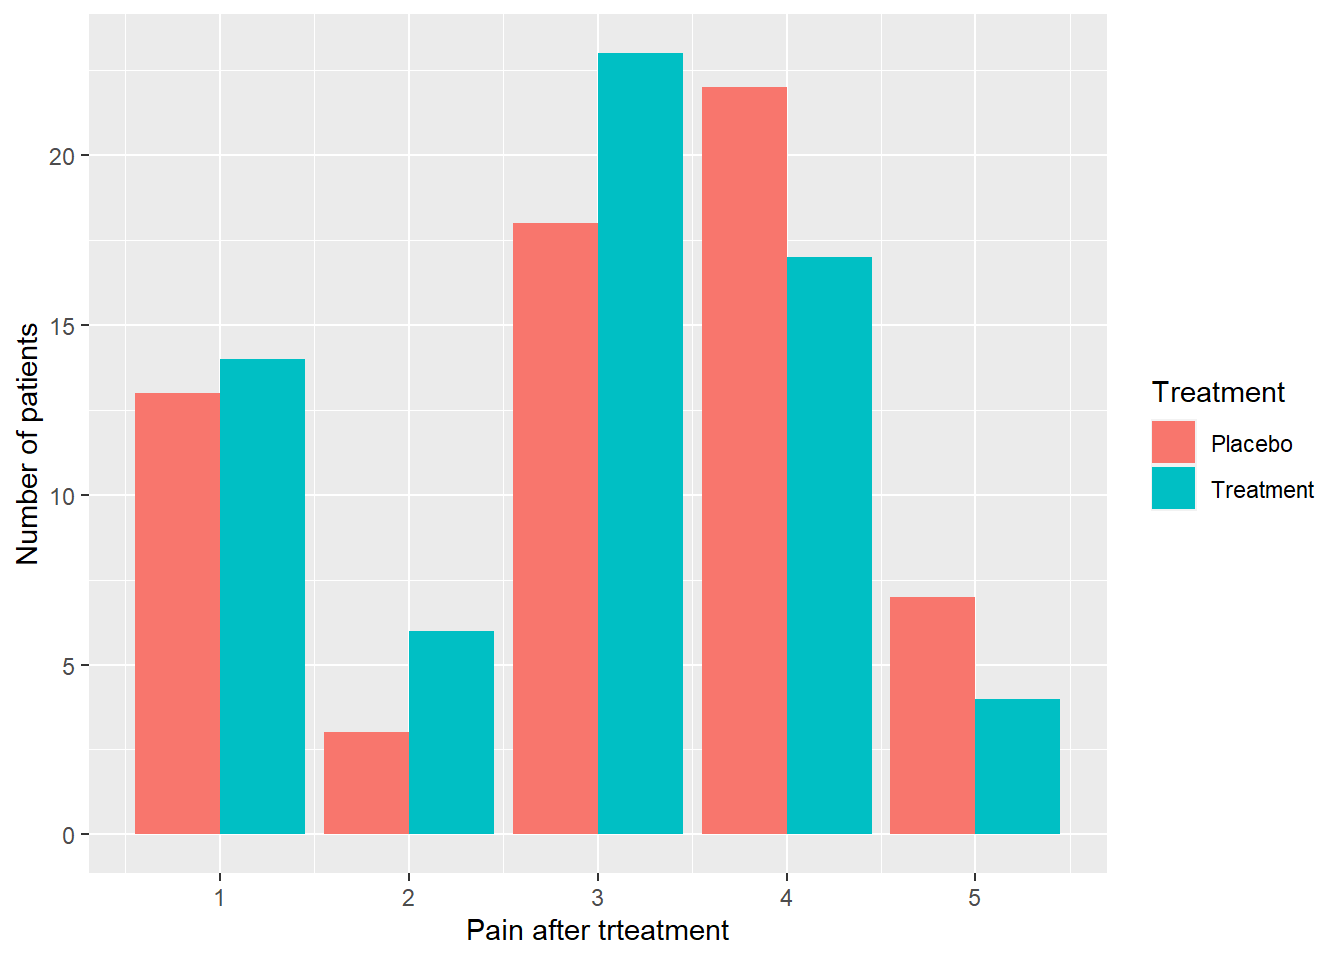 Number of patients
20
15
10
5
0
1 2 3 4 5
Pain after trteatment
Treatment
Placebo
Treatment